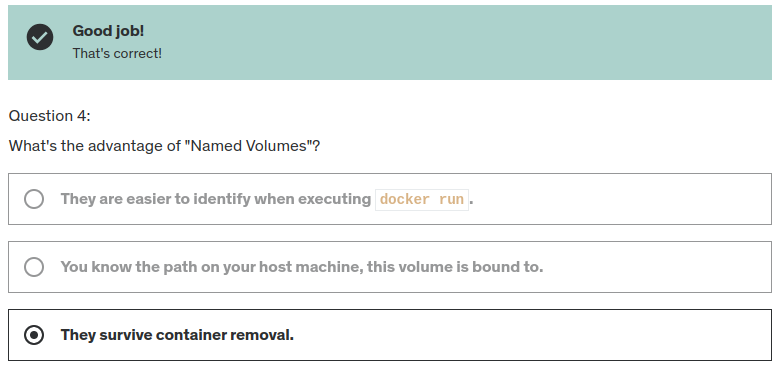 Good job!
That's correct!
Question 4:
What's the advantage of "Named Volumes"?
They are easier to identify when executing docker run.
You know the path on your host machine, this volume is bound to.
They survive container removal.